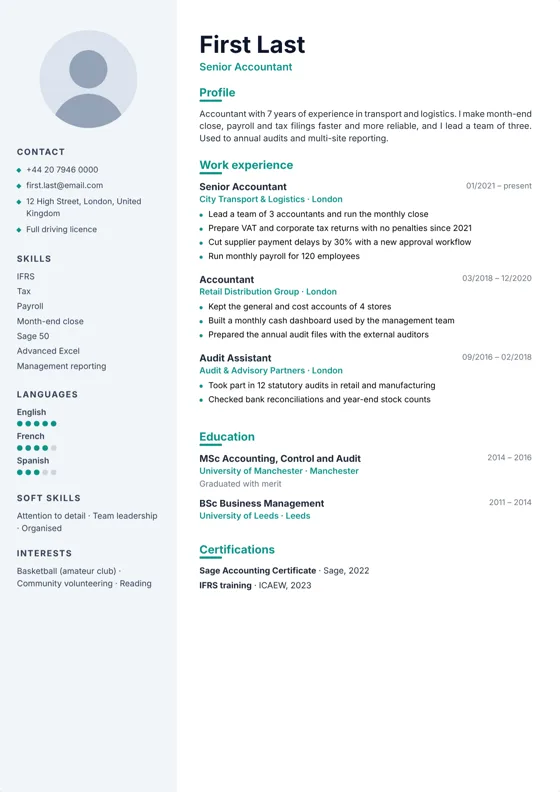 CONTACT
+44 20 7946 0000
first.last@email.com
12 High Street, London, United
Kingdom
Full driving licence
SKILLS
IFRS
Tax
Payroll
Month-end close
Sage 50
Advanced Excel
Management reporting
LANGUAGES
English
French
Spanish
SOFT SKILLS
Attention to detail · Team leadership
· Organised
INTERESTS
Basketball (amateur club) ·
Community volunteering · Reading
First Last
Senior Accountant
Profile
Accountant with 7 years of experience in transport and logistics. I make month-end
close, payroll and tax filings faster and more reliable, and I lead a team of three.
Used to annual audits and multi-site reporting.
Work experience
Senior Accountant 01/2021 – present
City Transport & Logistics · London
Lead a team of 3 accountants and run the monthly close
Prepare VAT and corporate tax returns with no penalties since 2021
Cut supplier payment delays by 30% with a new approval workflow
Run monthly payroll for 120 employees
Accountant 03/2018 – 12/2020
Retail Distribution Group · London
Kept the general and cost accounts of 4 stores
Built a monthly cash dashboard used by the management team
Prepared the annual audit files with the external auditors
Audit Assistant 09/2016 – 02/2018
Audit & Advisory Partners · London
Took part in 12 statutory audits in retail and manufacturing
Checked bank reconciliations and year-end stock counts
Education
MSc Accounting, Control and Audit 2014 – 2016
University of Manchester · Manchester
Graduated with merit
BSc Business Management 2011 – 2014
University of Leeds · Leeds
Certifications
Sage Accounting Certificate · Sage, 2022
IFRS training · ICAEW, 2023